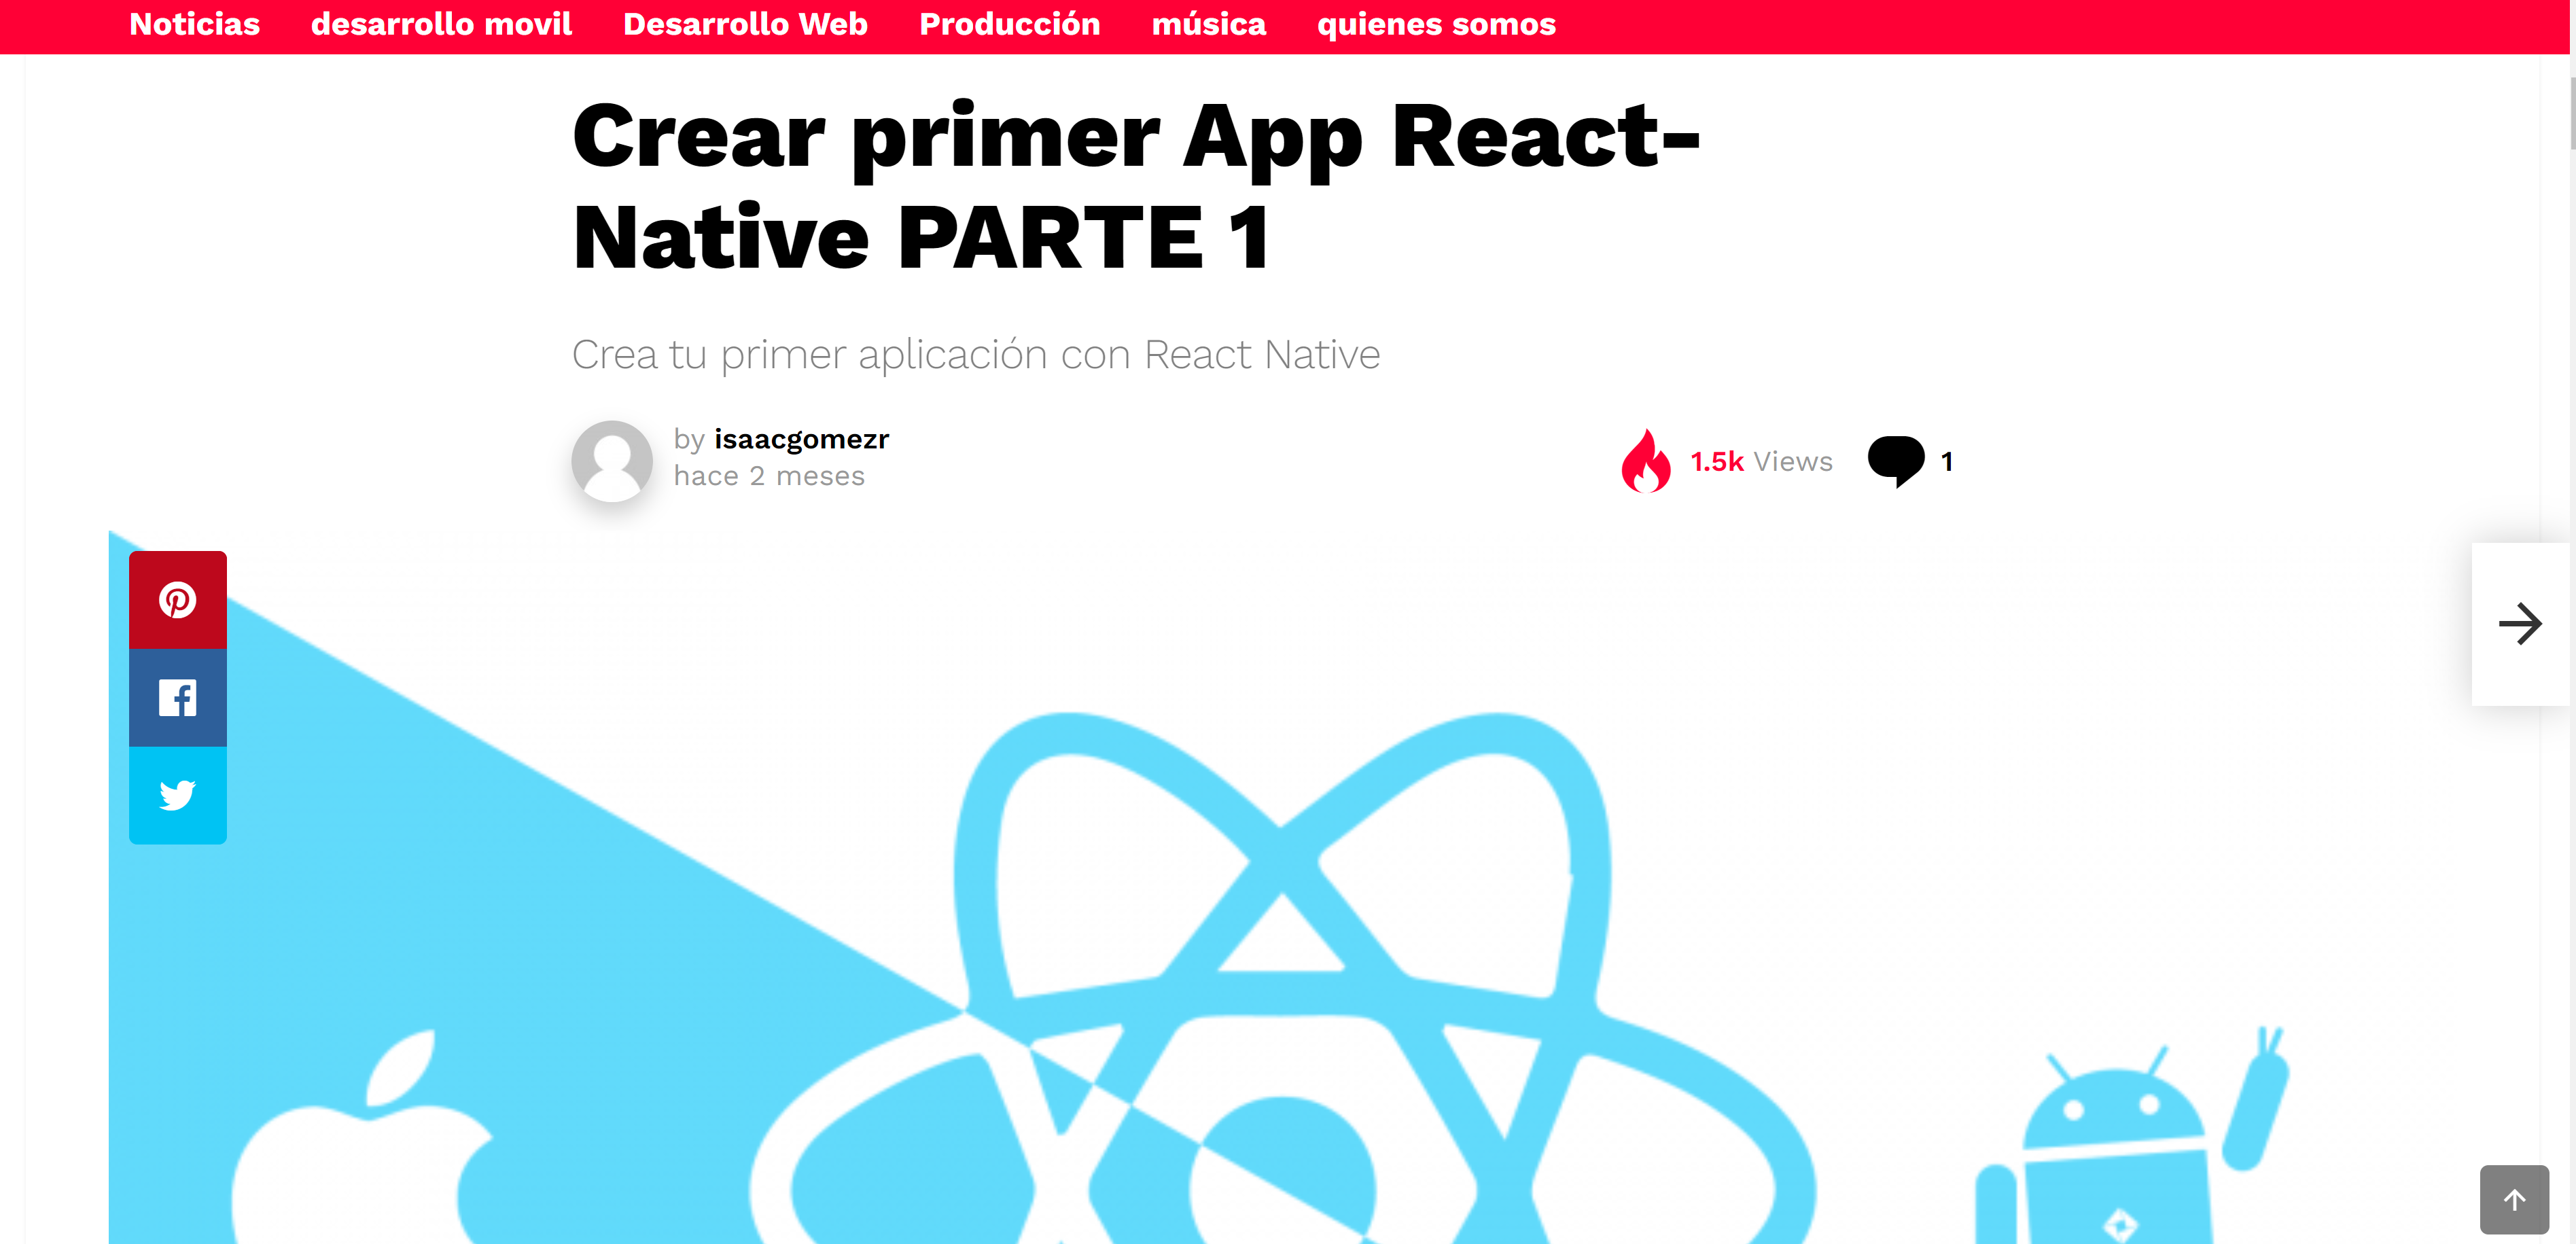 Noticias desarrollo movil Desarrollo Web Producción música quienes somos
Crear primer App React-
Native PARTE 1
Crea tu primer aplicación con React Native
by isaacgomezr
hace 2 meses
1.5k Views 1